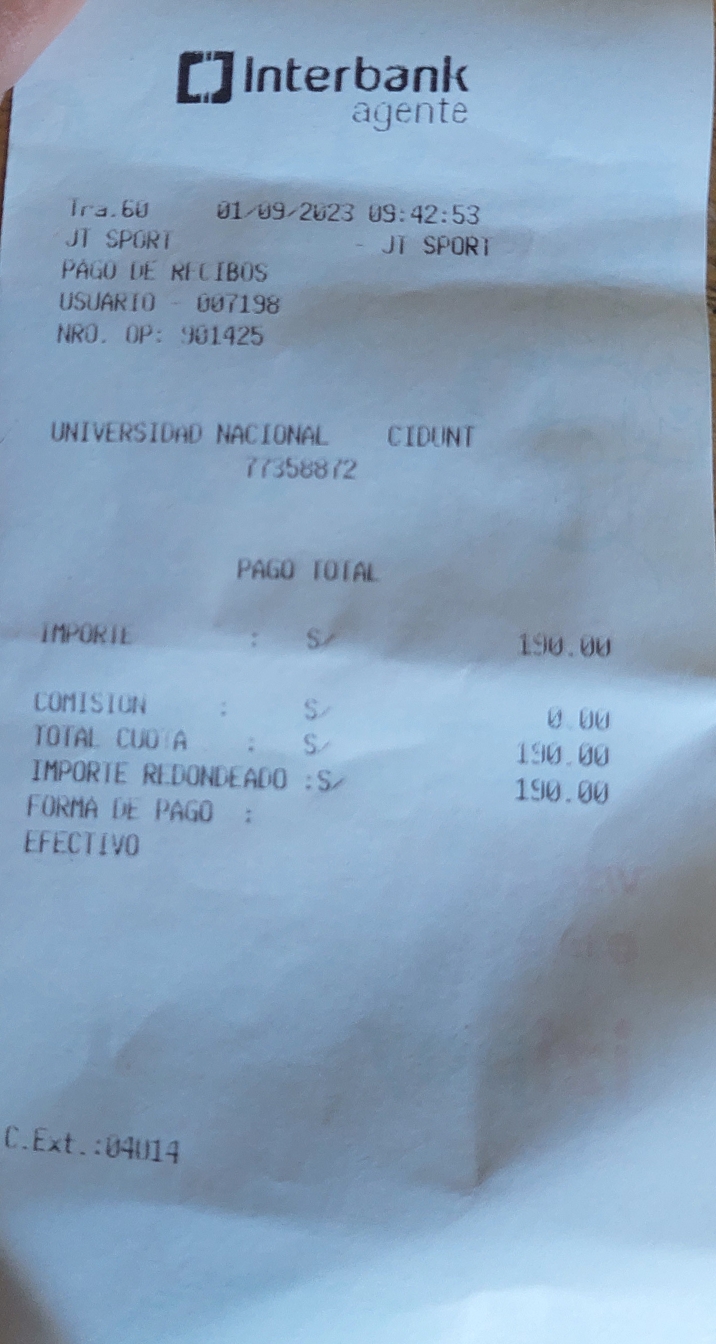 Interbank
agente
Tra.60 01/09/2023 09:42:53
JT SPORT - JT SPORT
PAGO DE RECIBOS
USUARIO - 007198
NRO. OP: 901425
UNIVERSIDAD NACIONAL CIDUNT
77358872
PAGO TOTAL
IMPORTE : S/ 190.00
COMISION : S/ 0.00
TOTAL CUOTA : S/ 190.00
IMPORTE REDONDEADO :S/ 190.00
FORMA DE PAGO :
EFECTIVO
C.Ext.:04014